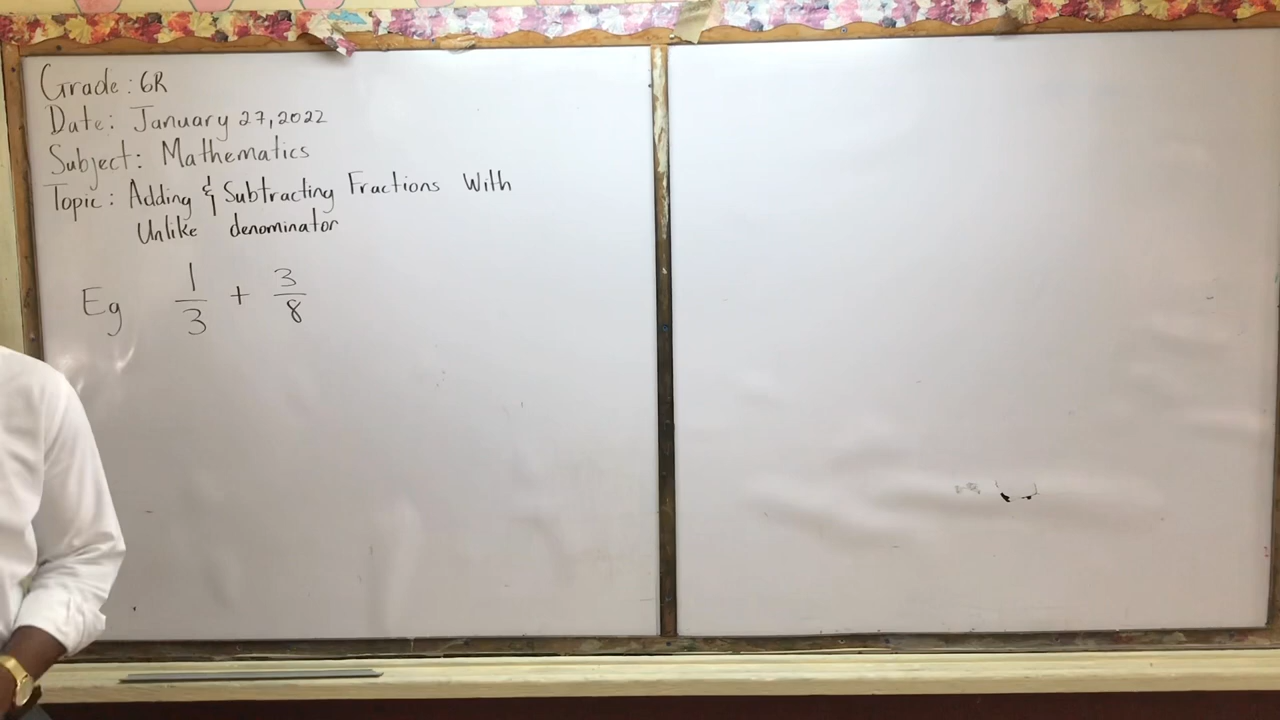 Grade: 6R
Date: January 27, 2022
Subject: Mathematics
Topic: Adding & Subtracting Fractions With
Unlike denominator
Eg 1/3 + 3/8